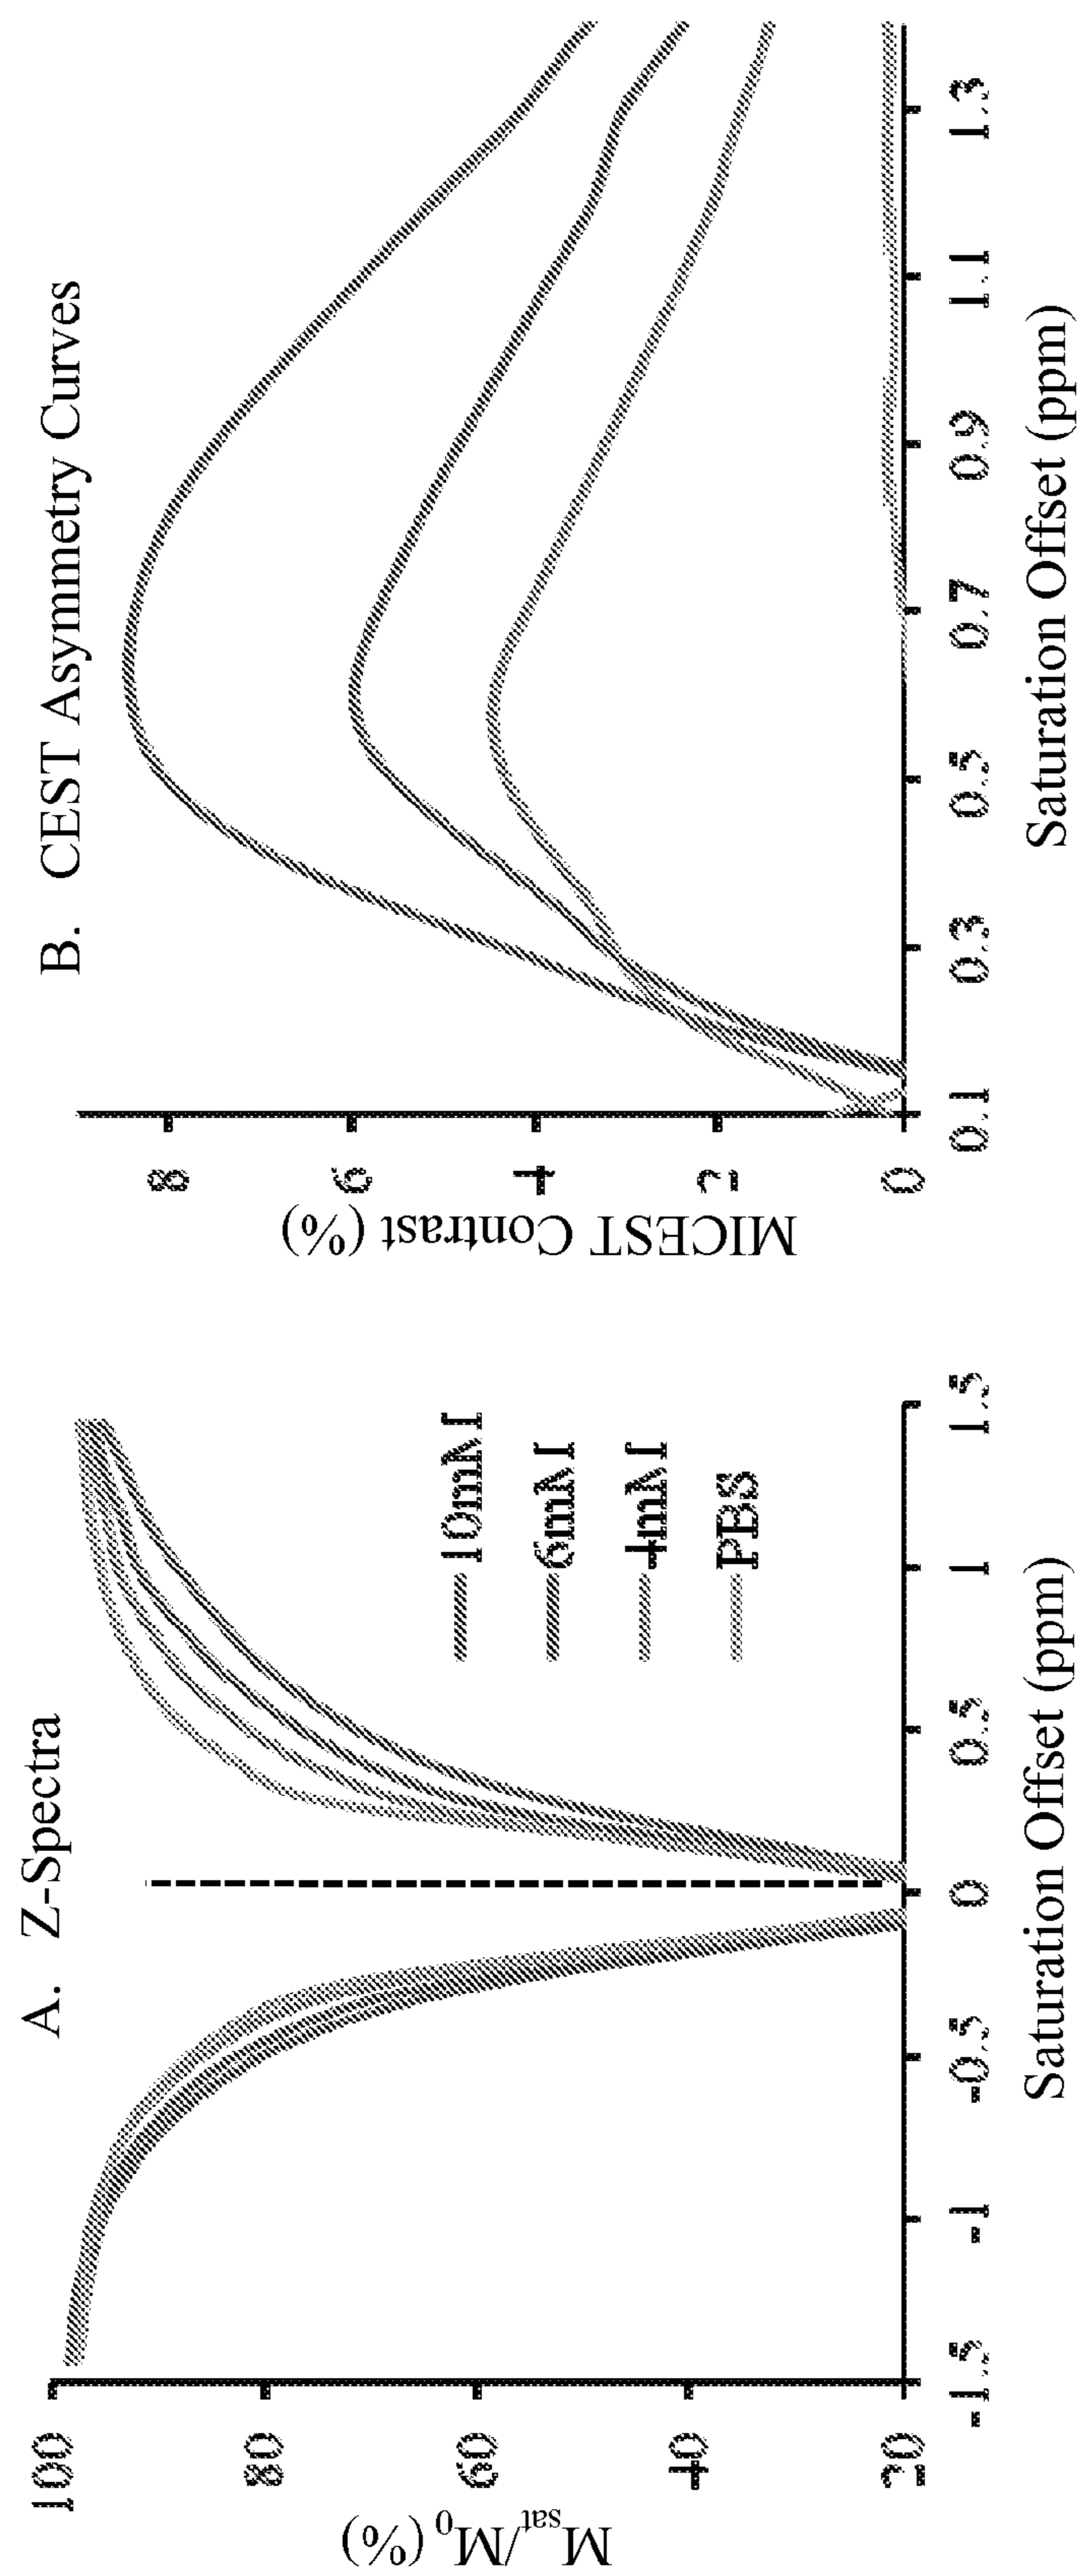 A. Z-Spectra
M_sat/M_0 (%)
100
80
60
40
20
-1.5
-1
-0.5
0
0.5
1
1.5
Saturation Offset (ppm)
10mM
6mM
4mM
PBS
B. CEST Asymmetry Curves
MICEST Contrast (%)
8
6
4
2
0
0.1
0.3
0.5
0.7
0.9
1.1
1.3
Saturation Offset (ppm)